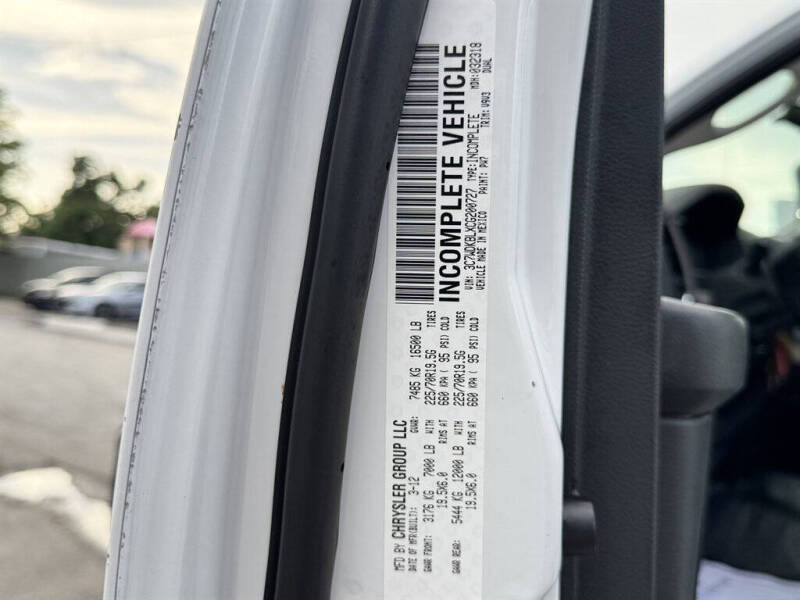 MFD BY CHRYSLER GROUP LLC
DATE OF MFR(BUILT): 3-12 GVWR: 7485 KG 16500 LB
GAWR FRONT: 3176 KG 7000 LB WITH 225/70R19.5G TIRES
19.5X6.0 RIMS AT 660 KPA ( 95 PSI) COLD
GAWR REAR: 5444 KG 12000 LB WITH 225/70R19.5G TIRES
19.5X6.0 RIMS AT 660 KPA ( 95 PSI) COLD
INCOMPLETE VEHICLE
VIN: 3C7WDKBLXCG200727 TYPE: INCOMPLETE MDH: 032318
VEHICLE MADE IN MEXICO PAINT: PW7 TRIM: V9V3 DUAL